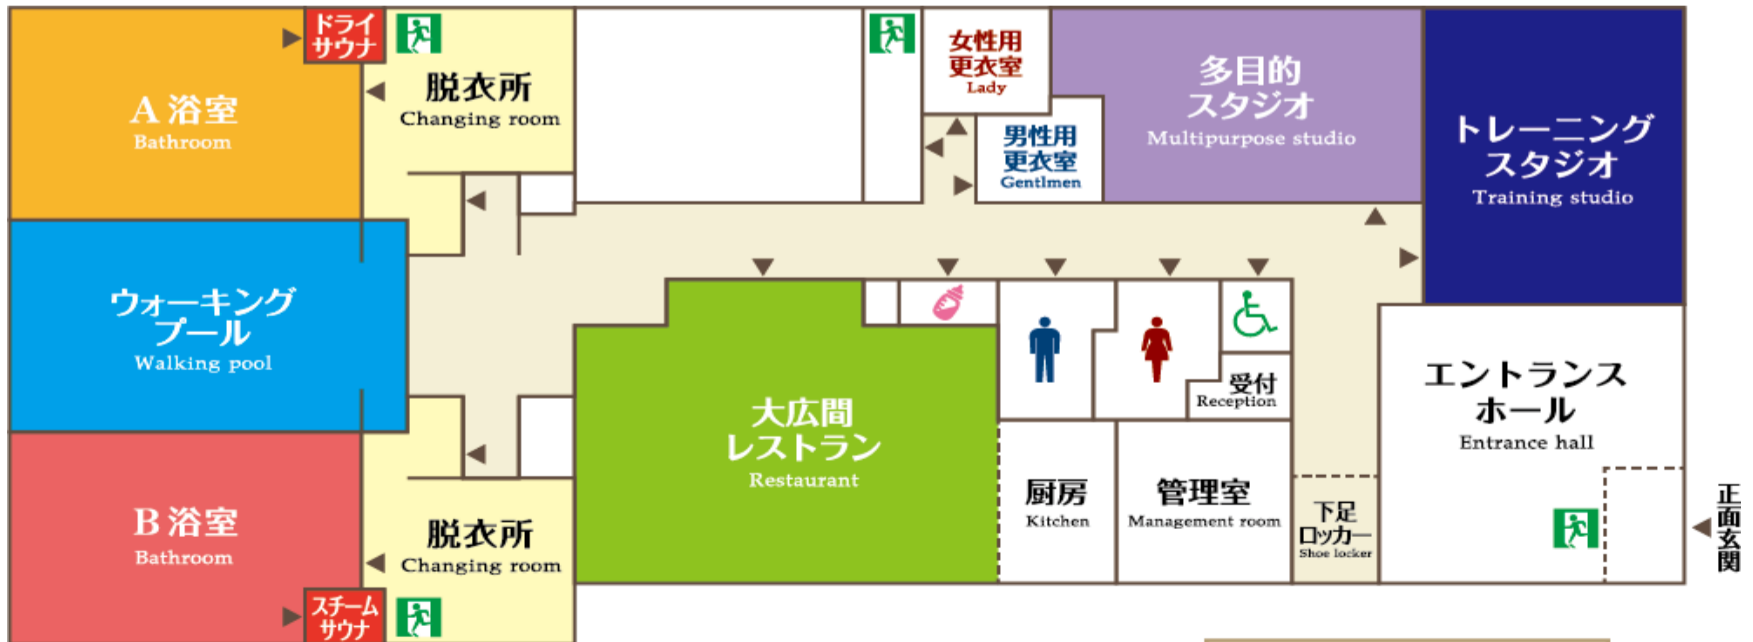 ドライ
サウナ
A 浴室
Bathroom
脱衣所
Changing room
女性用
更衣室
Lady
男性用
更衣室
Gentlmen
多目的
スタジオ
Multipurpose studio
トレーニング
スタジオ
Training studio
ウォーキング
プール
Walking pool
大広間
レストラン
Restaurant
受付
Reception
エントランス
ホール
Entrance hall
B 浴室
Bathroom
脱衣所
Changing room
スチーム
サウナ
厨房
Kitchen
管理室
Management room
下足
ロッカー
Shoe locker
正面玄関